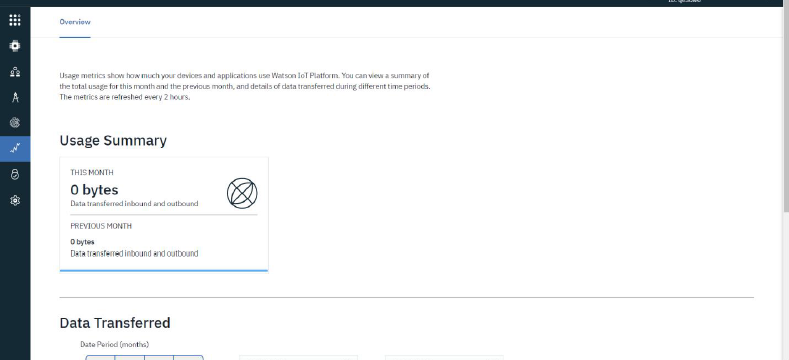 Overview
Usage metrics show how much your devices and applications use Watson IoT Platform. You can view a summary of
the total usage for this month and the previous month, and details of data transferred during different time periods.
The metrics are refreshed every 2 hours.
Usage Summary
THIS MONTH
0 bytes
Data transferred inbound and outbound
PREVIOUS MONTH
0 bytes
Data transferred inbound and outbound
Data Transferred
Date Period (months)